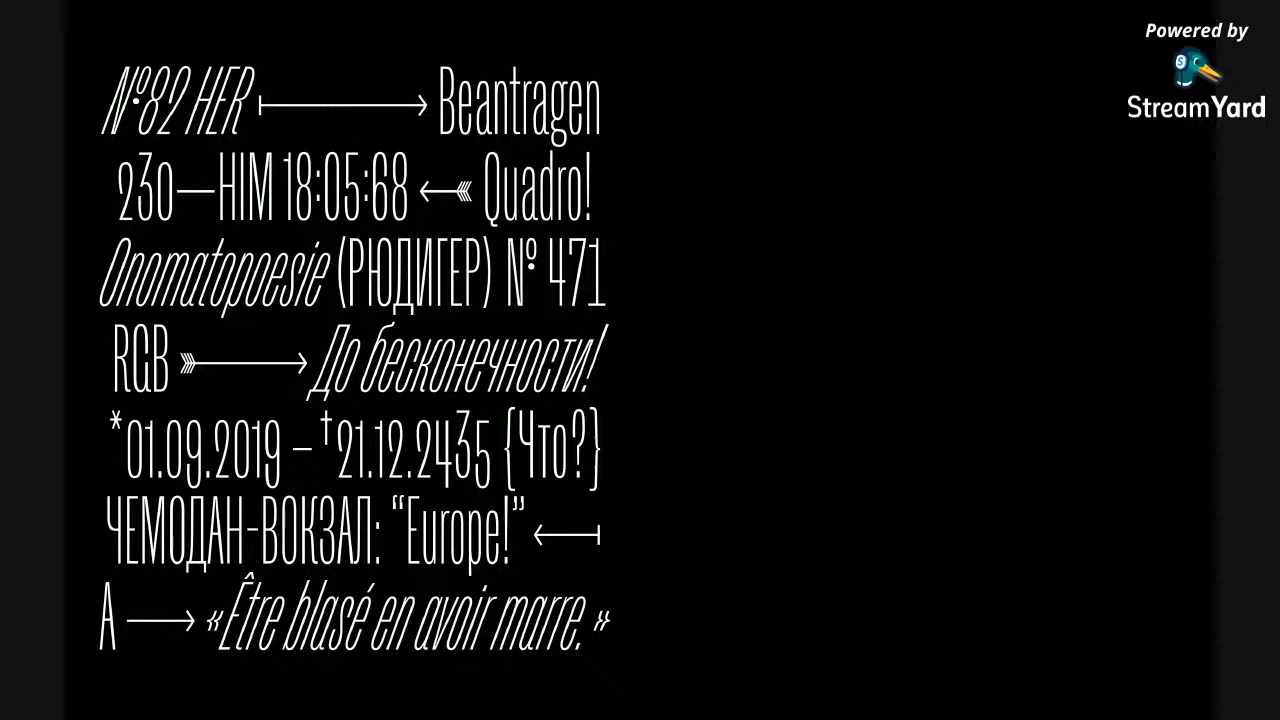 №82 HER ⟼ Beantragen
230—HIM 18:05:68 ← Quadro!
Onomatopoesie (РЮДИГЕР) № 471
RGB → До бесконечности!
*01.09.2019 – †21.12.2435 {Что?}
ЧЕМОДАН-ВОКЗАЛ: “Europe!” ⟻
A ⟶ «Être blasé en avoir marre.»
Powered by
StreamYard